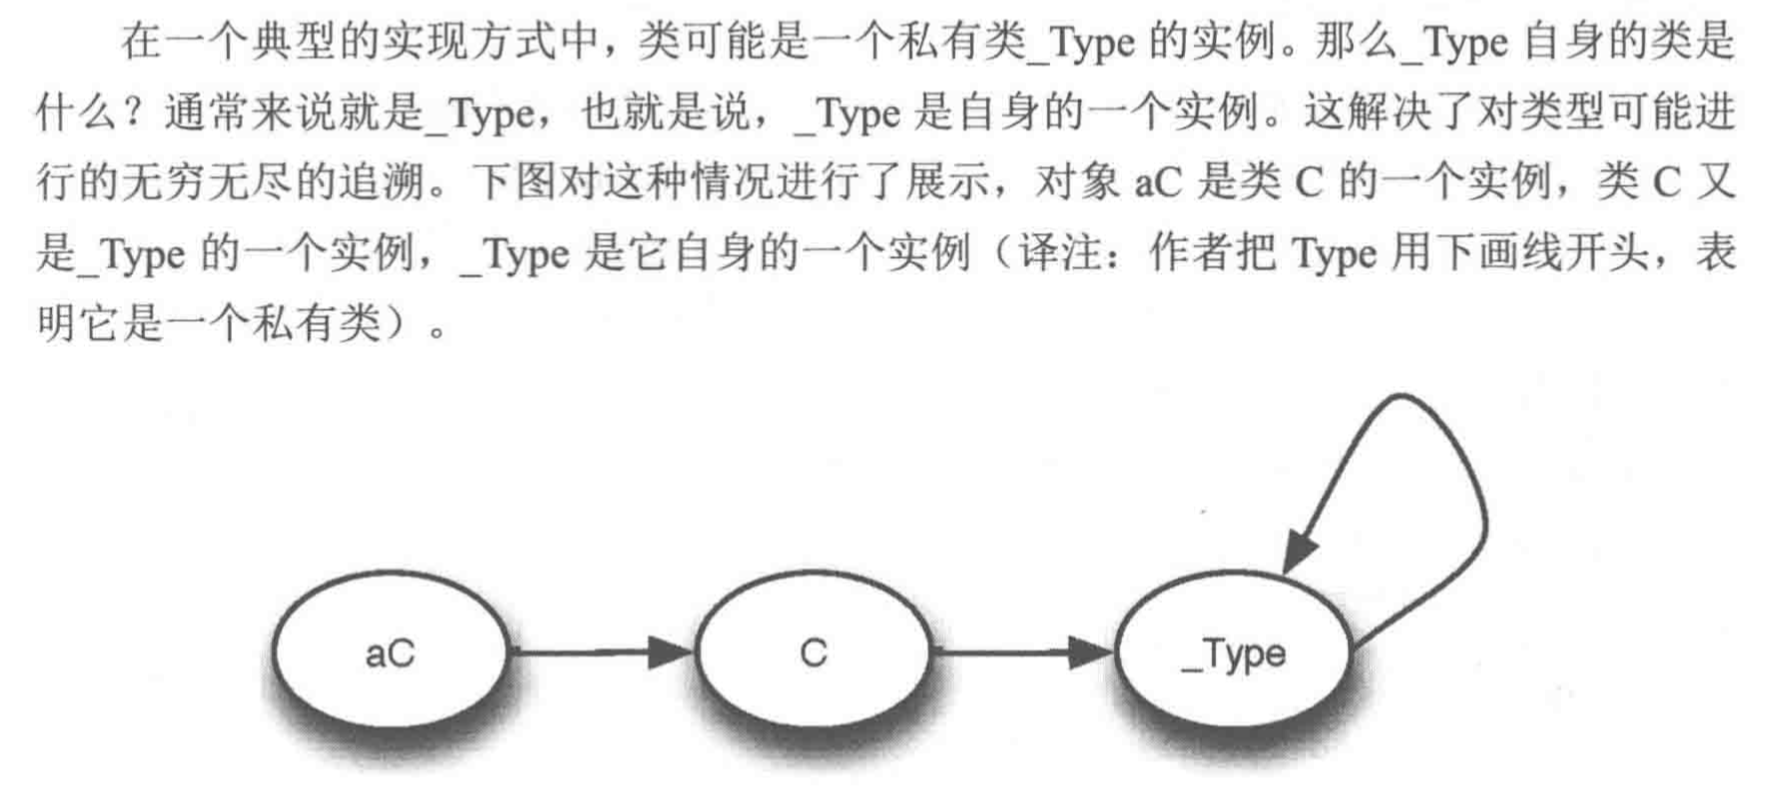 在一个典型的实现方式中，类可能是一个私有类_Type 的实例。那么_Type 自身的类是
什么？通常来说就是_Type，也就是说，_Type 是自身的一个实例。这解决了对类型可能进
行的无穷无尽的追溯。下图对这种情况进行了展示，对象 aC 是类 C 的一个实例，类 C 又
是_Type 的一个实例，_Type 是它自身的一个实例（译注：作者把 Type 用下画线开头，表
明它是一个私有类）。
aC
C
_Type